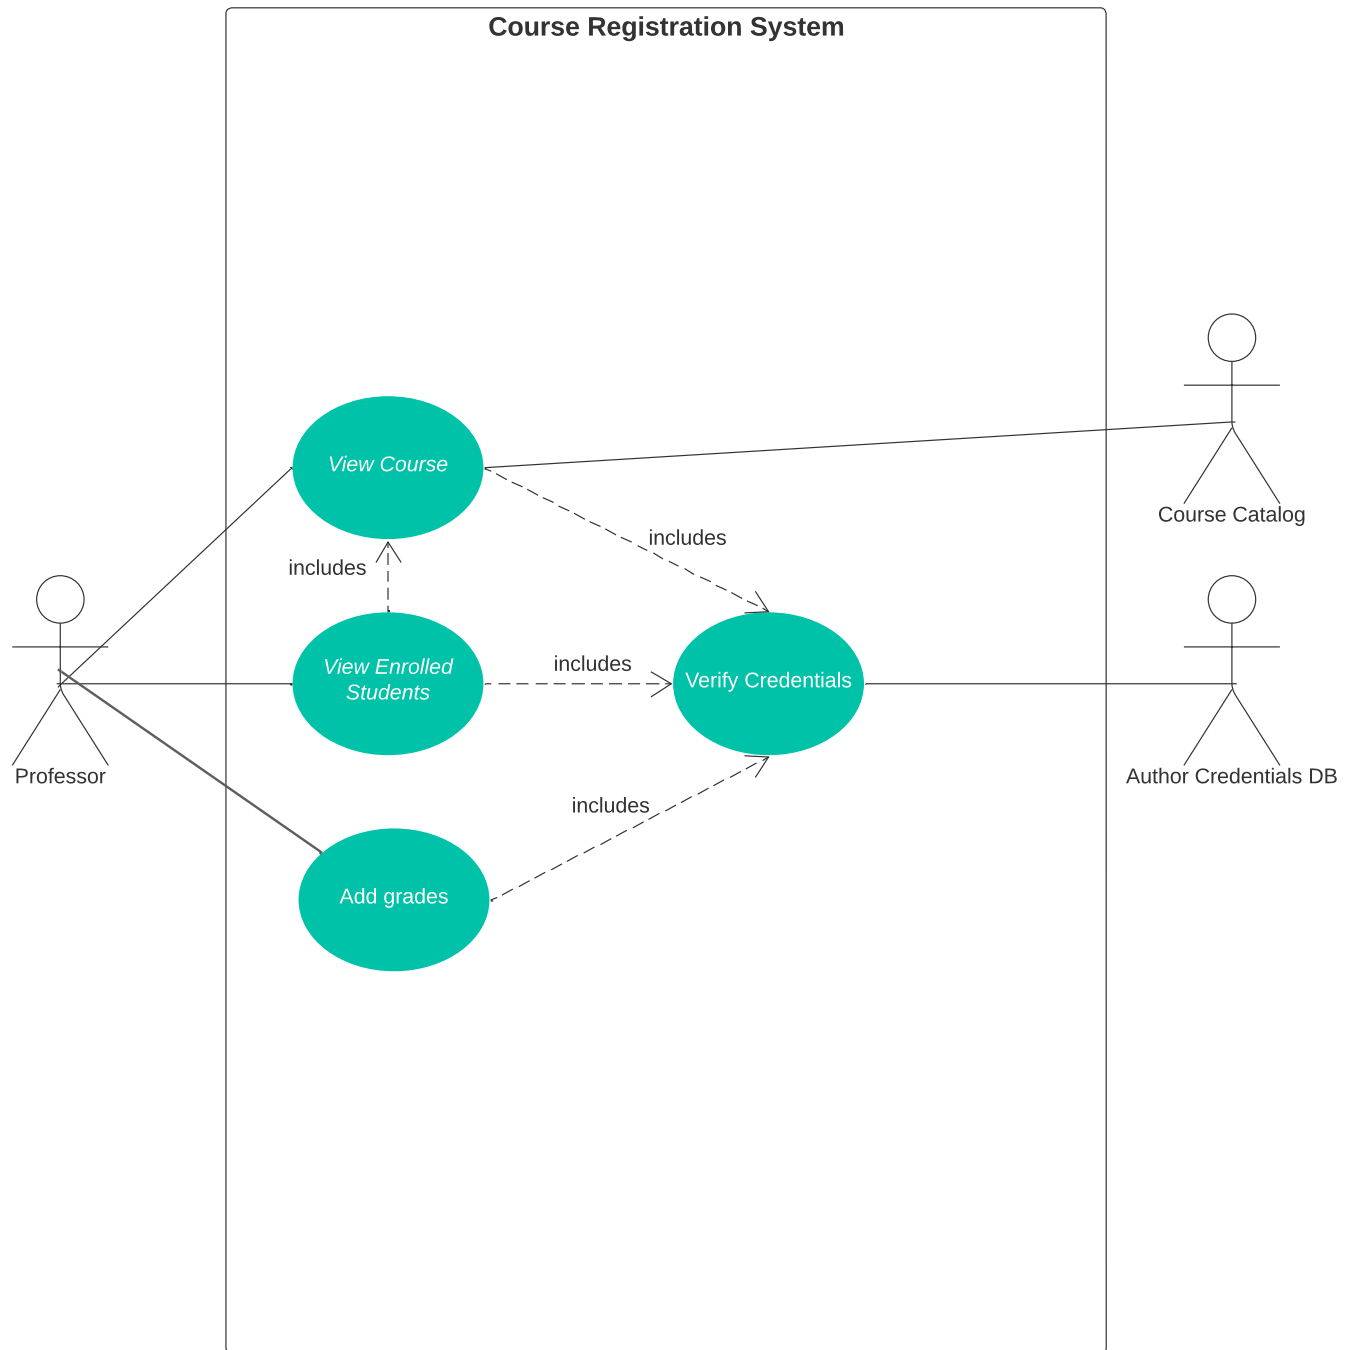 Course Registration System
View Course
includes
Course Catalog
includes
View Enrolled
Students
includes
Verify Credentials
Professor
Author Credentials DB
includes
Add grades